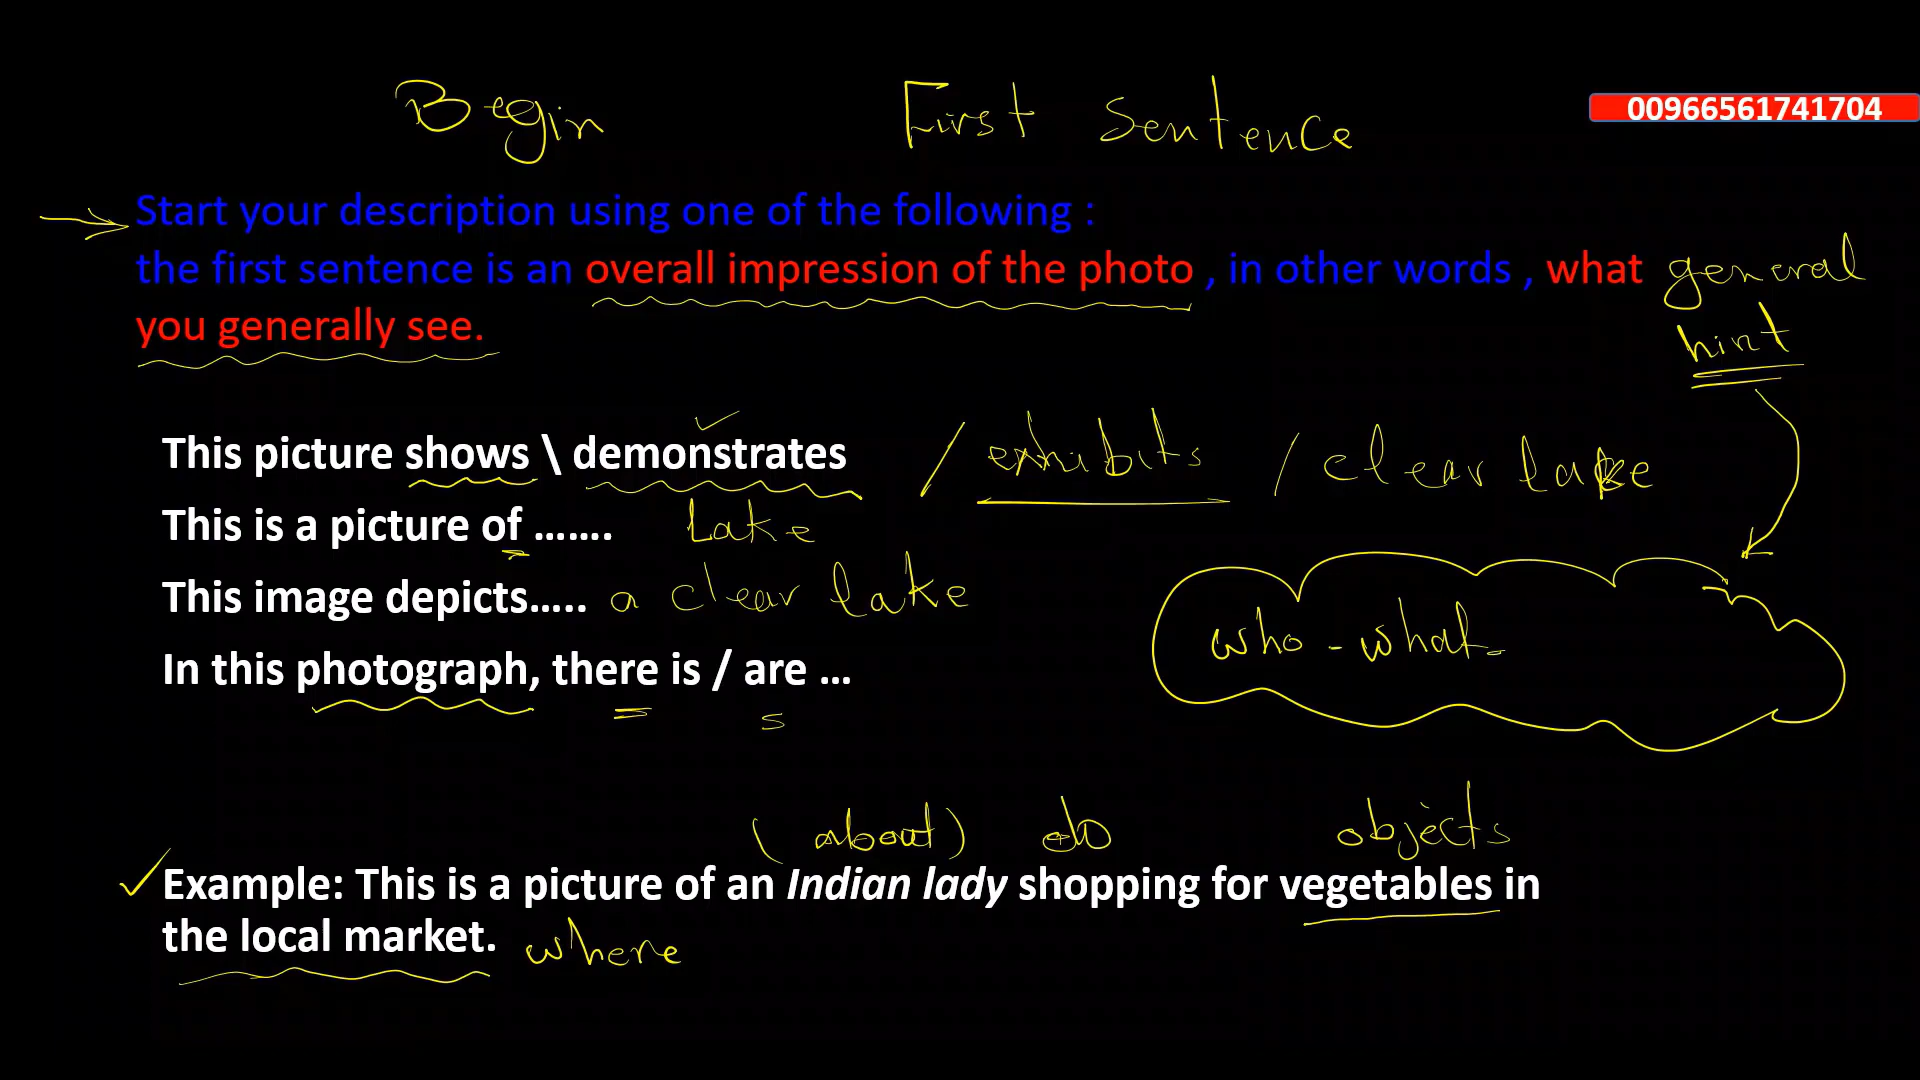 Begin First Sentence
00966561741704
Start your description using one of the following :
the first sentence is an overall impression of the photo , in other words , what general
you generally see. hint
This picture shows \ demonstrates / exhibits / clear lake
This is a picture of ....... Lake
This image depicts..... a clear lake
who - what -
In this photograph, there is / are ...
s
(about) do objects
Example: This is a picture of an Indian lady shopping for vegetables in
the local market. where